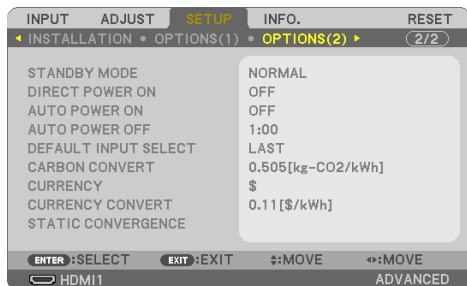 INPUT ADJUST SETUP INFO. RESET
INSTALLATION • OPTIONS(1) • OPTIONS(2) 2/2
STANDBY MODE NORMAL
DIRECT POWER ON OFF
AUTO POWER ON OFF
AUTO POWER OFF 1:00
DEFAULT INPUT SELECT LAST
CARBON CONVERT 0.505[kg-CO2/kWh]
CURRENCY $
CURRENCY CONVERT 0.11[$/kWh]
STATIC CONVERGENCE
ENTER :SELECT EXIT :EXIT :MOVE :MOVE
HDMI1 ADVANCED